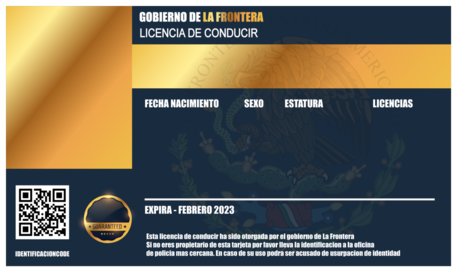 GOBIERNO DE LA FRONTERA
LICENCIA DE CONDUCIR
FECHA NACIMIENTO SEXO ESTATURA LICENCIAS
EXPIRA - FEBRERO 2023
GUARANTEED
IDENTIFICATIONCODE
Esta licencia de conducir ha sido otorgada por el gobierno de La Frontera
Si no eres propietario de esta tarjeta por favor lleva la identificacion a la oficina
de policia mas cercana. En caso de su uso podra ser acusado de usurpacion de identidad